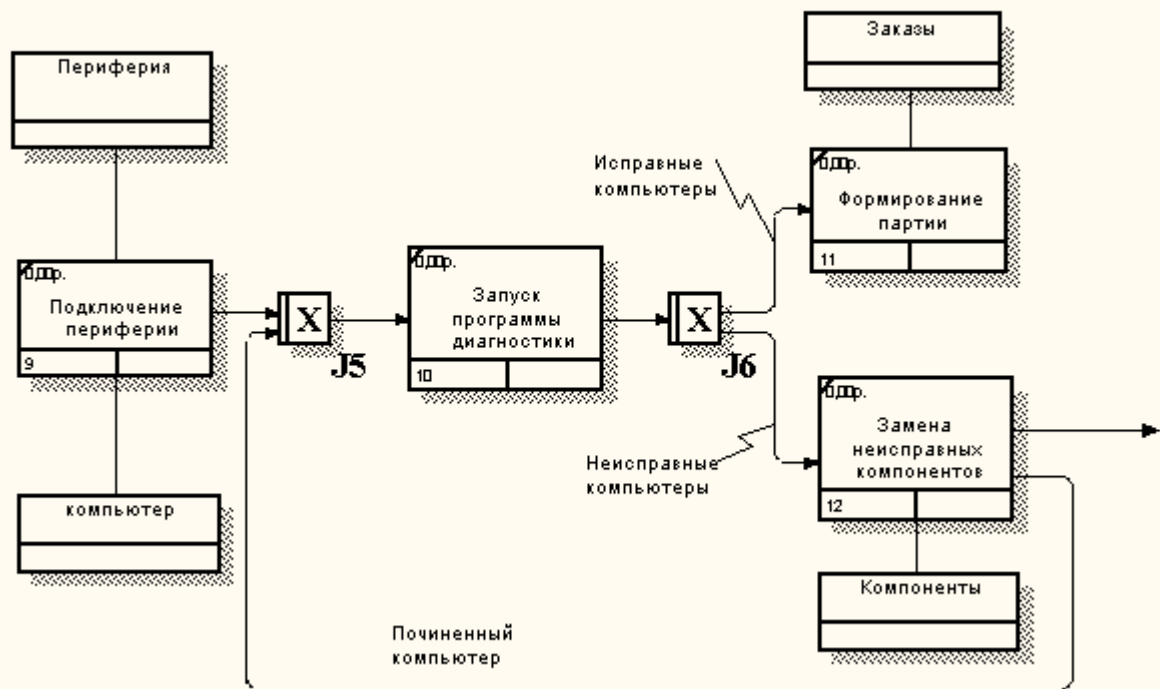 Периферия
Заказы
Исправные
компьютеры
Формирование
партии
11
Подключение
периферии
9
X
J5
Запуск
программы
диагностики
10
X
J6
Замена
неисправных
компонентов
12
Неисправные
компьютеры
компьютер
Компоненты
Починенный
компьютер